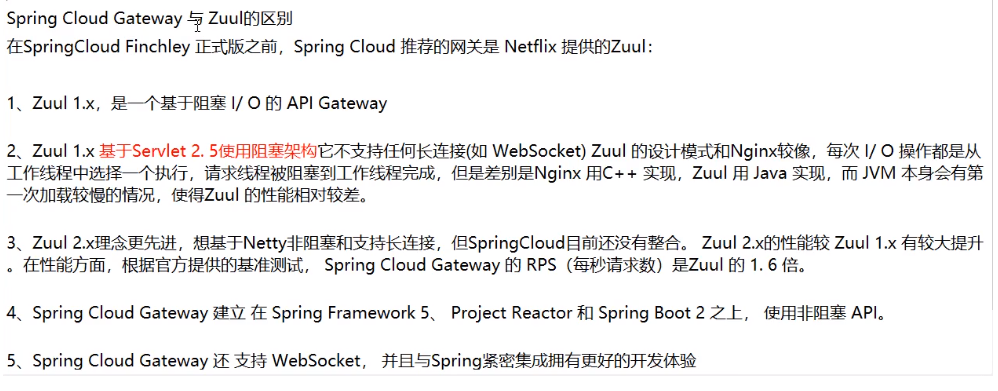 Spring Cloud Gateway 与 Zuul的区别
在SpringCloud Finchley 正式版之前，Spring Cloud 推荐的网关是 Netflix 提供的Zuul：
1、Zuul 1.x，是一个基于阻塞 I/ O 的 API Gateway
2、Zuul 1.x 基于Servlet 2. 5使用阻塞架构它不支持任何长连接(如 WebSocket) Zuul 的设计模式和Nginx较像，每次 I/ O 操作都是从
工作线程中选择一个执行，请求线程被阻塞到工作线程完成，但是差别是Nginx 用C++ 实现，Zuul 用 Java 实现，而 JVM 本身会有第
一次加载较慢的情况，使得Zuul 的性能相对较差。
3、Zuul 2.x理念更先进，想基于Netty非阻塞和支持长连接，但SpringCloud目前还没有整合。 Zuul 2.x的性能较 Zuul 1.x 有较大提升
。在性能方面，根据官方提供的基准测试， Spring Cloud Gateway 的 RPS（每秒请求数）是Zuul 的 1. 6 倍。
4、Spring Cloud Gateway 建立 在 Spring Framework 5、 Project Reactor 和 Spring Boot 2 之上， 使用非阻塞 API。
5、Spring Cloud Gateway 还 支持 WebSocket， 并且与Spring紧密集成拥有更好的开发体验